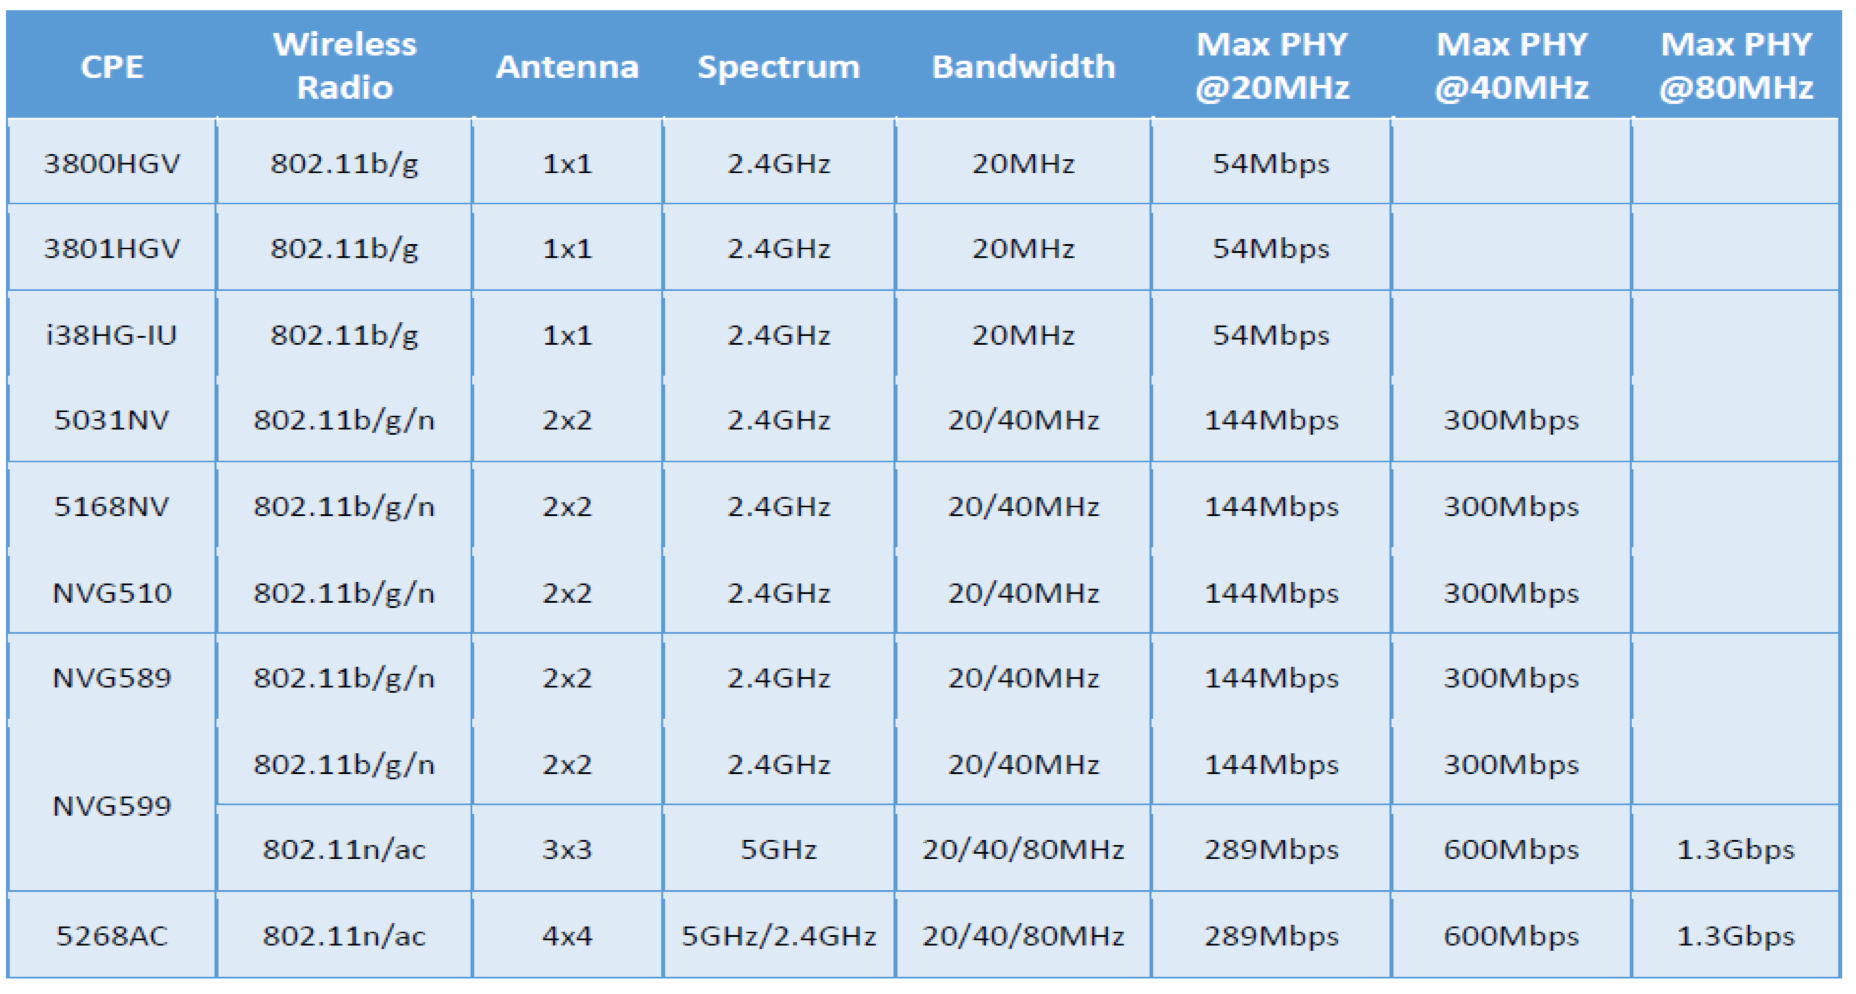 CPE Wireless Radio Antenna Spectrum Bandwidth Max PHY @20MHz Max PHY @40MHz Max PHY @80MHz
3800HGV 802.11b/g 1x1 2.4GHz 20MHz 54Mbps
3801HGV 802.11b/g 1x1 2.4GHz 20MHz 54Mbps
i38HG-IU 802.11b/g 1x1 2.4GHz 20MHz 54Mbps
5031NV 802.11b/g/n 2x2 2.4GHz 20/40MHz 144Mbps 300Mbps
5168NV 802.11b/g/n 2x2 2.4GHz 20/40MHz 144Mbps 300Mbps
NVG510 802.11b/g/n 2x2 2.4GHz 20/40MHz 144Mbps 300Mbps
NVG589 802.11b/g/n 2x2 2.4GHz 20/40MHz 144Mbps 300Mbps
NVG599 802.11b/g/n 2x2 2.4GHz 20/40MHz 144Mbps 300Mbps
802.11n/ac 3x3 5GHz 20/40/80MHz 289Mbps 600Mbps 1.3Gbps
5268AC 802.11n/ac 4x4 5GHz/2.4GHz 20/40/80MHz 289Mbps 600Mbps 1.3Gbps